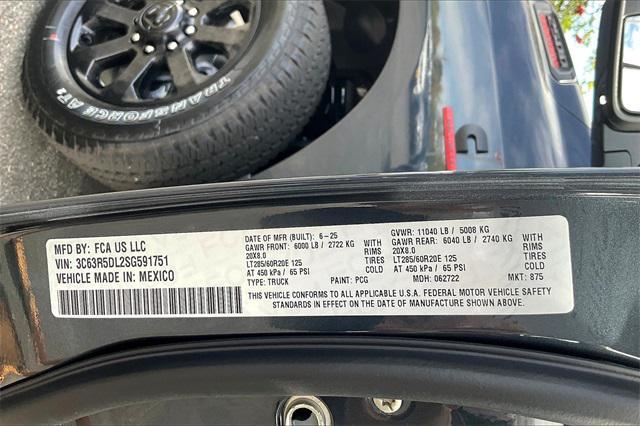 TRANSFORCE AT2
MFD BY: FCA US LLC
VIN: 3C63R5DL2SG591751
VEHICLE MADE IN: MEXICO
DATE OF MFR (BUILT): 6-25
GAWR FRONT: 6000 LB / 2722 KG WITH
20X8.0 RIMS
LT285/60R20E 125 TIRES
AT 450 kPa / 65 PSI COLD
TYPE: TRUCK PAINT: PCG
GVWR: 11040 LB / 5008 KG
GAWR REAR: 6040 LB / 2740 KG WITH
20X8.0 RIMS
LT285/60R20E 125 TIRES
AT 450 kPa / 65 PSI COLD
MDH: 062722 MKT: 875
THIS VEHICLE CONFORMS TO ALL APPLICABLE U.S.A. FEDERAL MOTOR VEHICLE SAFETY
STANDARDS IN EFFECT ON THE DATE OF MANUFACTURE SHOWN ABOVE.